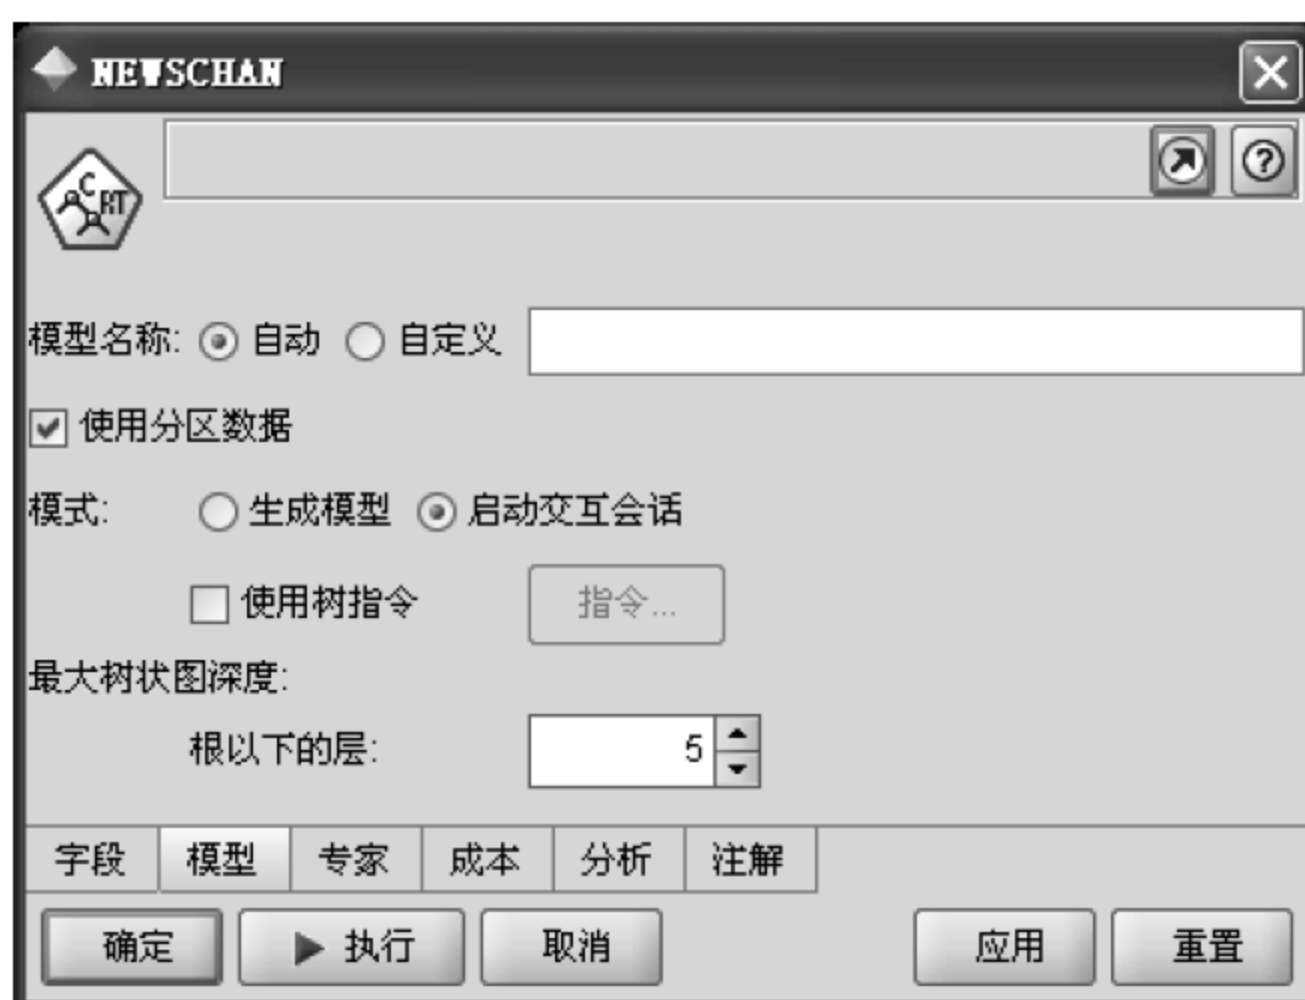 NEWSCHAN
C
RT
?
模型名称: 自动 自定义
使用分区数据
模式: 生成模型 启动交互会话
使用树指令 指令...
最大树状图深度:
根以下的层: 5
字段 模型 专家 成本 分析 注解
确定 执行 取消 应用 重置